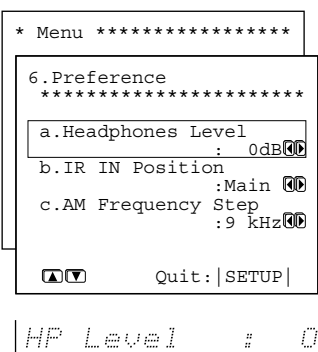 * Menu *****************
6.Preference
***********************
a.Headphones Level
: 0dB◀▶
b.IR IN Position
:Main ◀▶
c.AM Frequency Step
:9 kHz◀▶
▲▼ Quit:|SETUP|
HP Level : 0